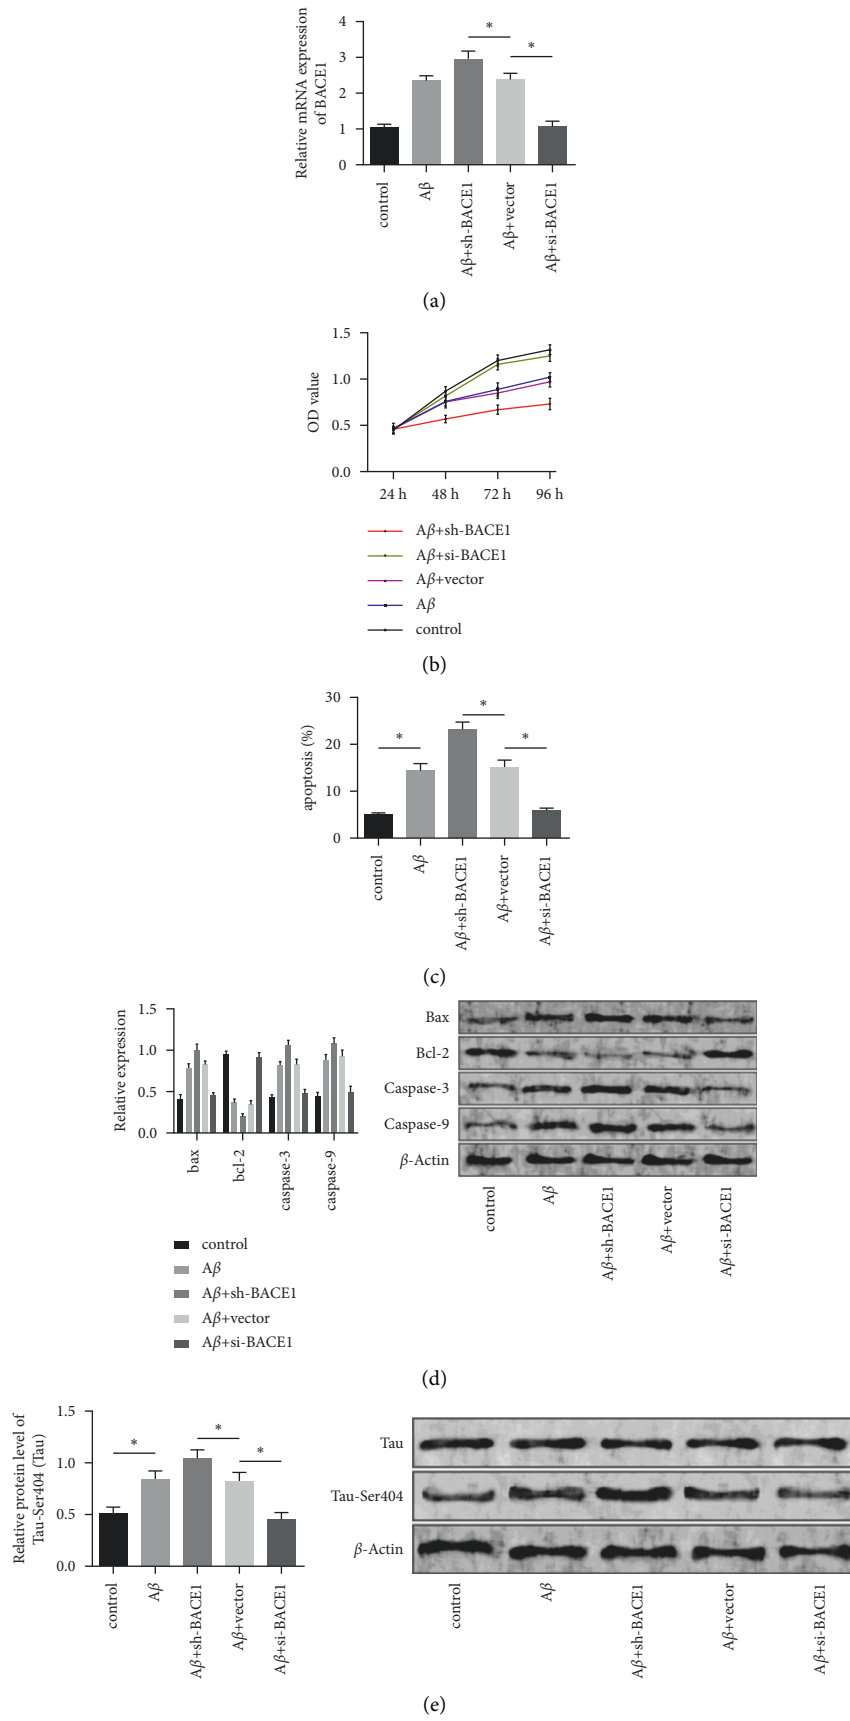 Relative mRNA expression
of BACE1
4
3
2
1
0
*
*
control
Aβ
Aβ+sh-BACE1
Aβ+vector
Aβ+si-BACE1
(a)
OD value
1.5
1.0
0.5
0.0
24 h 48 h 72 h 96 h
Aβ+sh-BACE1
Aβ+si-BACE1
Aβ+vector
Aβ
control
(b)
apoptosis (%)
30
20
10
0
*
*
*
control
Aβ
Aβ+sh-BACE1
Aβ+vector
Aβ+si-BACE1
(c)
Relative expression
1.5
1.0
0.5
0.0
bax
bcl-2
caspase-3
caspase-9
control
Aβ
Aβ+sh-BACE1
Aβ+vector
Aβ+si-BACE1
Bax
Bcl-2
Caspase-3
Caspase-9
β-Actin
control
Aβ
Aβ+sh-BACE1
Aβ+vector
Aβ+si-BACE1
(d)
Relative protein level of
Tau-Ser404 (Tau)
1.5
1.0
0.5
0.0
*
*
*
control
Aβ
Aβ+sh-BACE1
Aβ+vector
Aβ+si-BACE1
Tau
Tau-Ser404
β-Actin
control
Aβ
Aβ+sh-BACE1
Aβ+vector
Aβ+si-BACE1
(e)